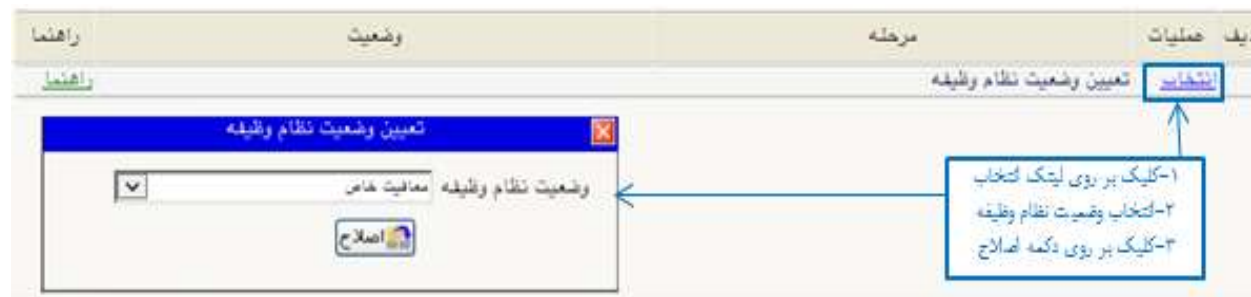 ردیف عملیات مرحله وضعیت راهنما
انتخاب تعیین وضعیت نظام وظیفه راهنما
تعیین وضعیت نظام وظیفه
وضعیت نظام وظیفه معافیت خاص
اصلاح
۱-کلیک بر روی لینک انتخاب
۲-انتخاب وضعیت نظام وظیفه
۳-کلیک بر روی دکمه اصلاح